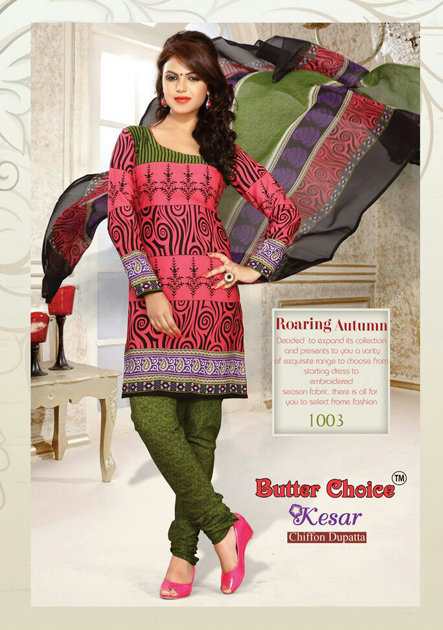 Roaring Autumn
Decided to expand its collection
and presents to you a varity
of exquisite range to choose from
starting dress to
embroidered
season fabric. there is all for
you to select frome fashion
1003
Butter Choice TM
Kesar
Chiffon Dupatta